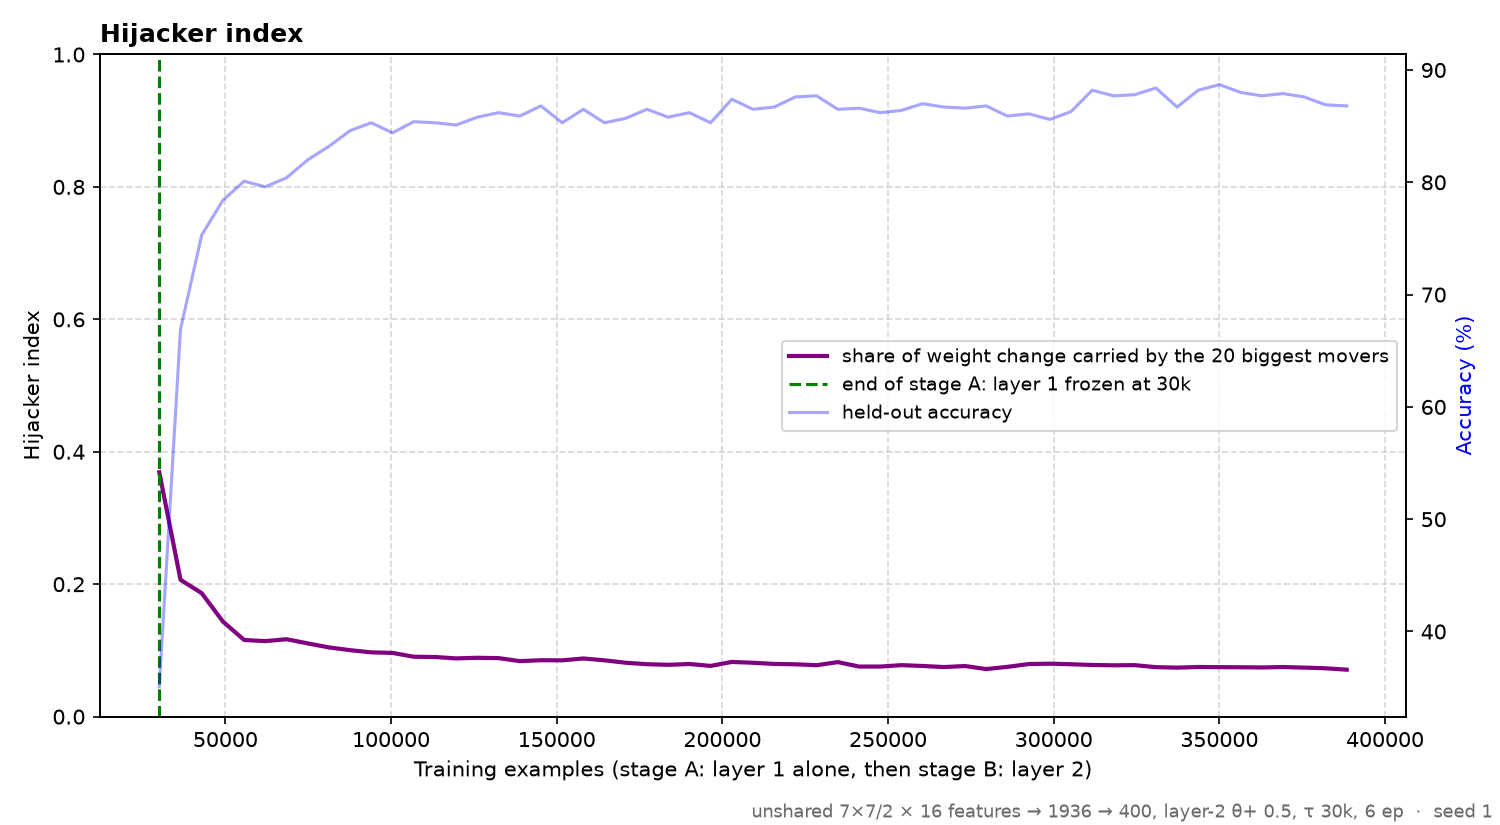 Hijacker index
1.0
0.8
0.6
0.4
0.2
0.0
Hijacker index
90
80
70
60
50
40
Accuracy (%)
share of weight change carried by the 20 biggest movers
end of stage A: layer 1 frozen at 30k
held-out accuracy
50000 100000 150000 200000 250000 300000 350000 400000
Training examples (stage A: layer 1 alone, then stage B: layer 2)
unshared 7×7/2 × 16 features → 1936 → 400, layer-2 θ+ 0.5, τ 30k, 6 ep · seed 1